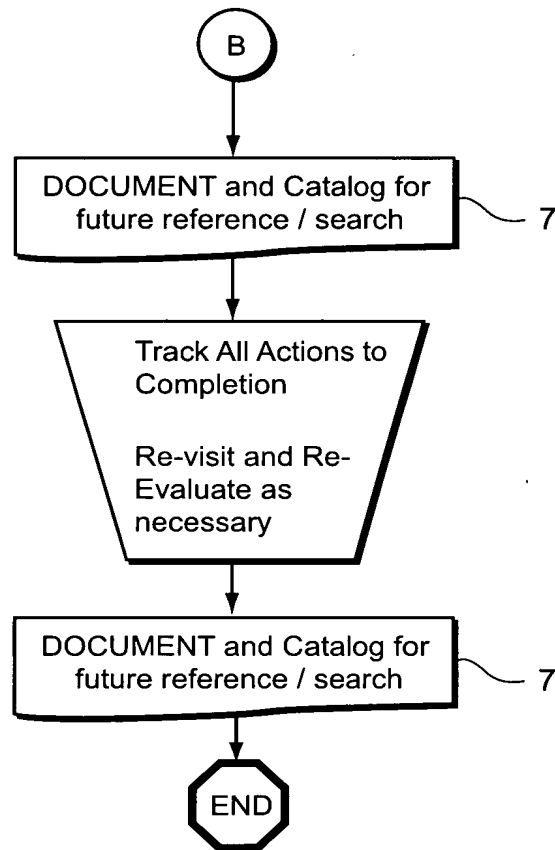 B
DOCUMENT and Catalog for
future reference / search
7
Track All Actions to
Completion
Re-visit and Re-
Evaluate as
necessary
DOCUMENT and Catalog for
future reference / search
7
END